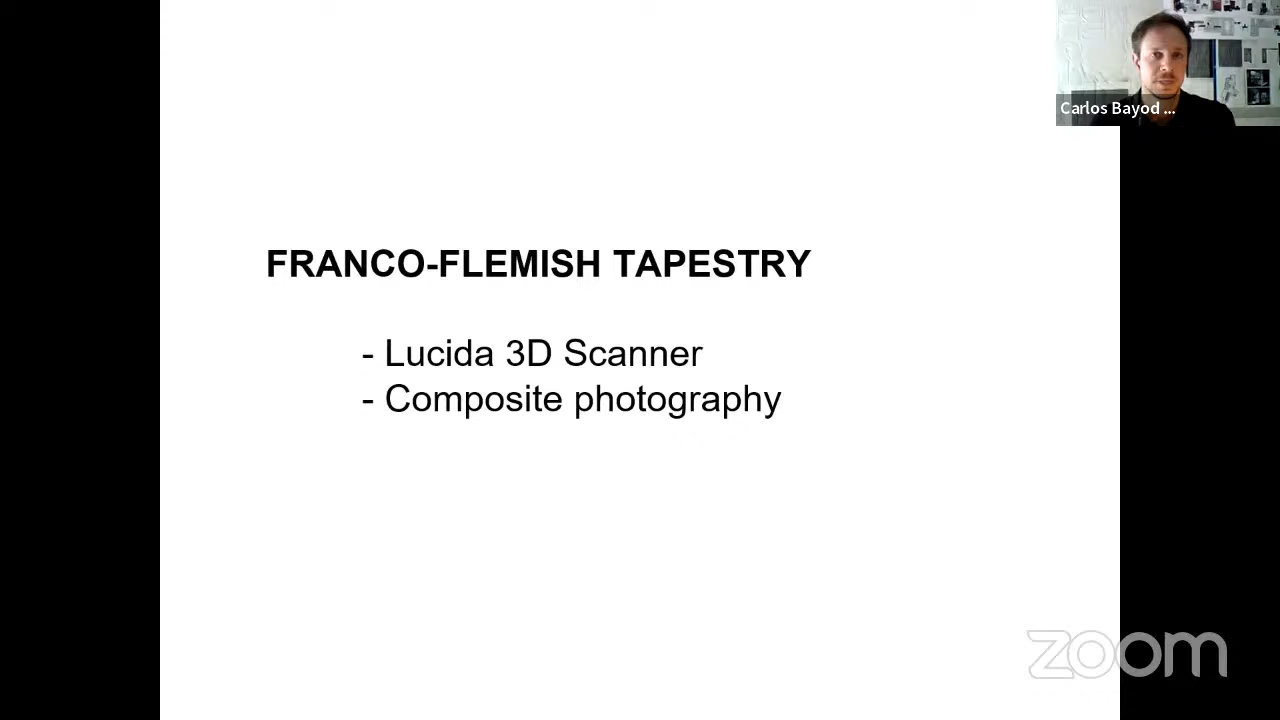 Carlos Bayod ...
FRANCO-FLEMISH TAPESTRY
- Lucida 3D Scanner
- Composite photography
zoom